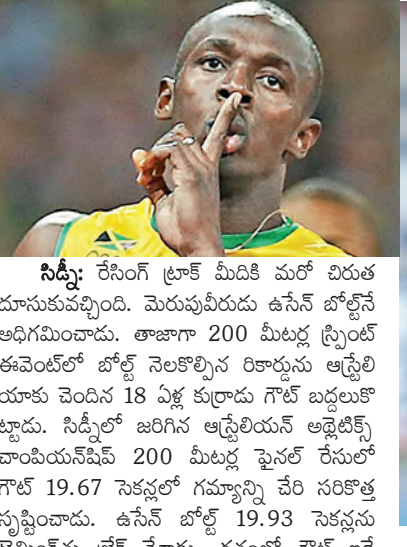 సిడ్నీ: రేసింగ్ ట్రాక్ మీదికి మరో చిరుత
దూసుకువచ్చింది. మెరుపువీరుడు ఉసేన్ బోల్ట్‌నే
అధిగమించాడు. తాజాగా 200 మీటర్ల స్ప్రింట్
ఈవెంట్‌లో బోల్ట్ నెలకొల్పిన రికార్డును ఆస్ట్రేలి
యాకు చెందిన 18 ఏళ్ల కుర్రాడు గౌట్ బద్దలుకొ
ట్టాడు. సిడ్నీలో జరిగిన ఆస్ట్రేలియన్ అథ్లెటిక్స్
చాంపియన్‌షిప్ 200 మీటర్ల ఫైనల్ రేసులో
గౌట్ 19.67 సెకన్లలో గమ్యాన్ని చేరి సరికొత్త
సృష్టించాడు. ఉసేన్ బోల్ట్ 19.93 సెకన్లను